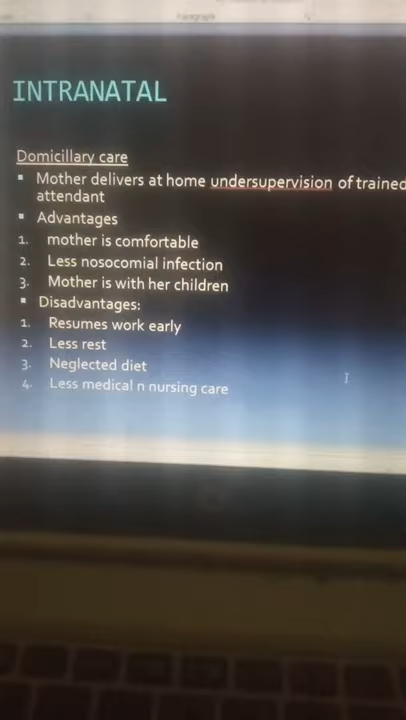 Paragraph
INTRANATAL
Domicillary care
▪ Mother delivers at home undersupervision of trained
attendant
▪ Advantages
1. mother is comfortable
2. Less nosocomial infection
3. Mother is with her children
▪ Disadvantages:
1. Resumes work early
2. Less rest
3. Neglected diet
4. Less medical n nursing care